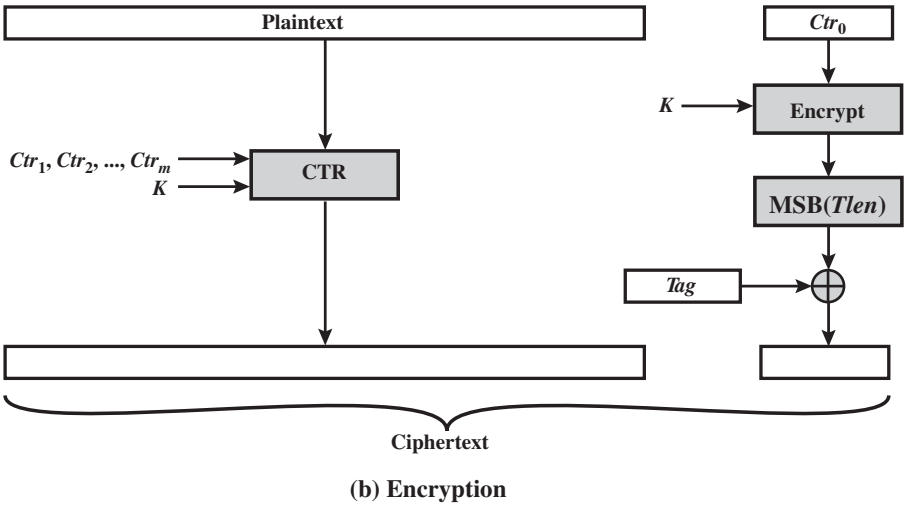 Plaintext
Ctr₀
K
Encrypt
Ctr₁, Ctr₂, ..., Ctrₘ
K
CTR
MSB(Tlen)
Tag
Ciphertext
(b) Encryption